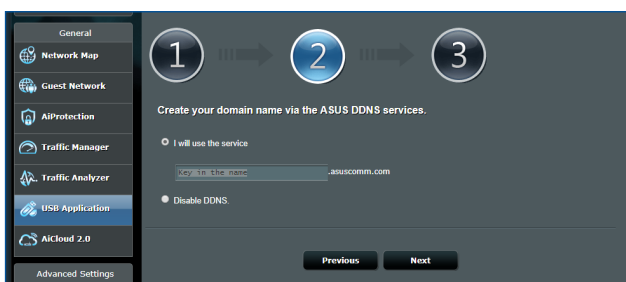 General
Network Map
Guest Network
AiProtection
Traffic Manager
Traffic Analyzer
USB Application
AiCloud 2.0
Advanced Settings
1 2 3
Create your domain name via the ASUS DDNS services.
I will use the service
Key in the name .asuscomm.com
Disable DDNS.
Previous Next